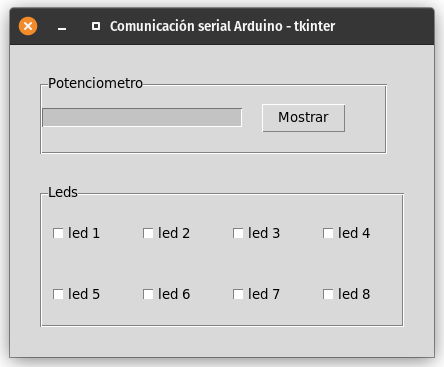 Comunicación serial Arduino - tkinter
Potenciometro
Mostrar
Leds
led 1 led 2 led 3 led 4
led 5 led 6 led 7 led 8